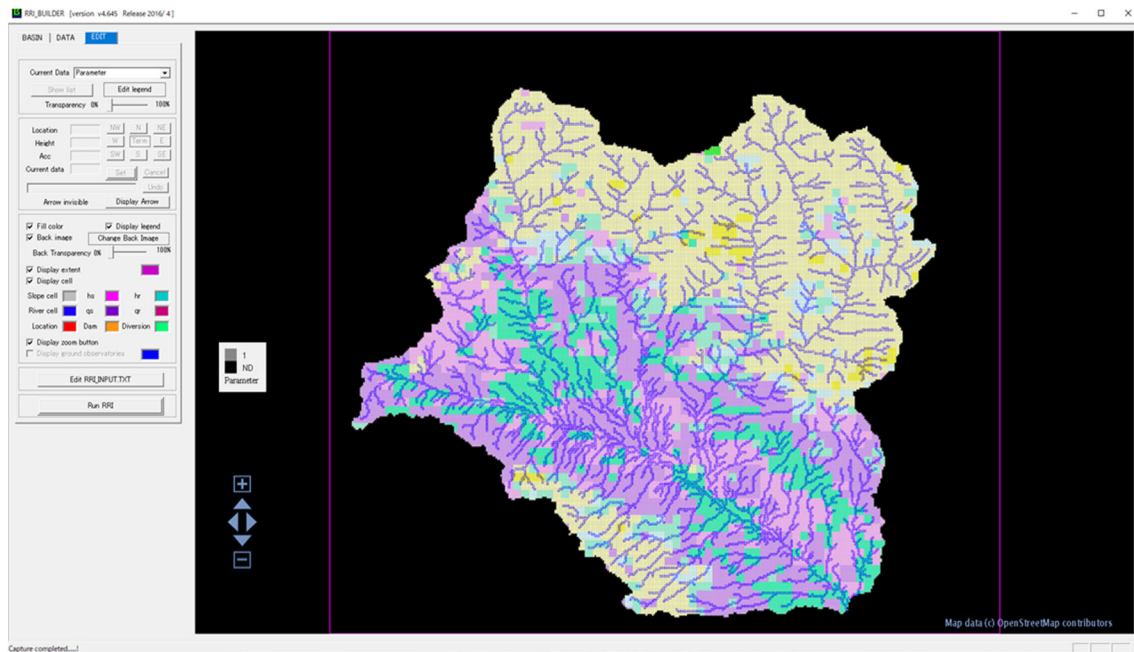 RRI_BUILDER [version v4.645 Release 2016/ 4 ]
BASIN | DATA EDIT
Current Data Parameter
Show list Edit legend
Transparency 0% 100%
Location NW N NE
Height W Term E
Acc SW S SE
Current data Set Cancel
Undo
Arrow invisible Display Arrow
Fill color Display legend
Back image Change Back Image
Back Transparency 0% 100%
Display extent
Display cell
Slope cell hs hr
River cell qs qr
Location Dam Diversion
Display zoom button
Display ground observatories
Edit RRI_INPUT.TXT
Run RRI
1
ND
Parameter
Map data (c) OpenStreetMap contributors
Capture completed....!